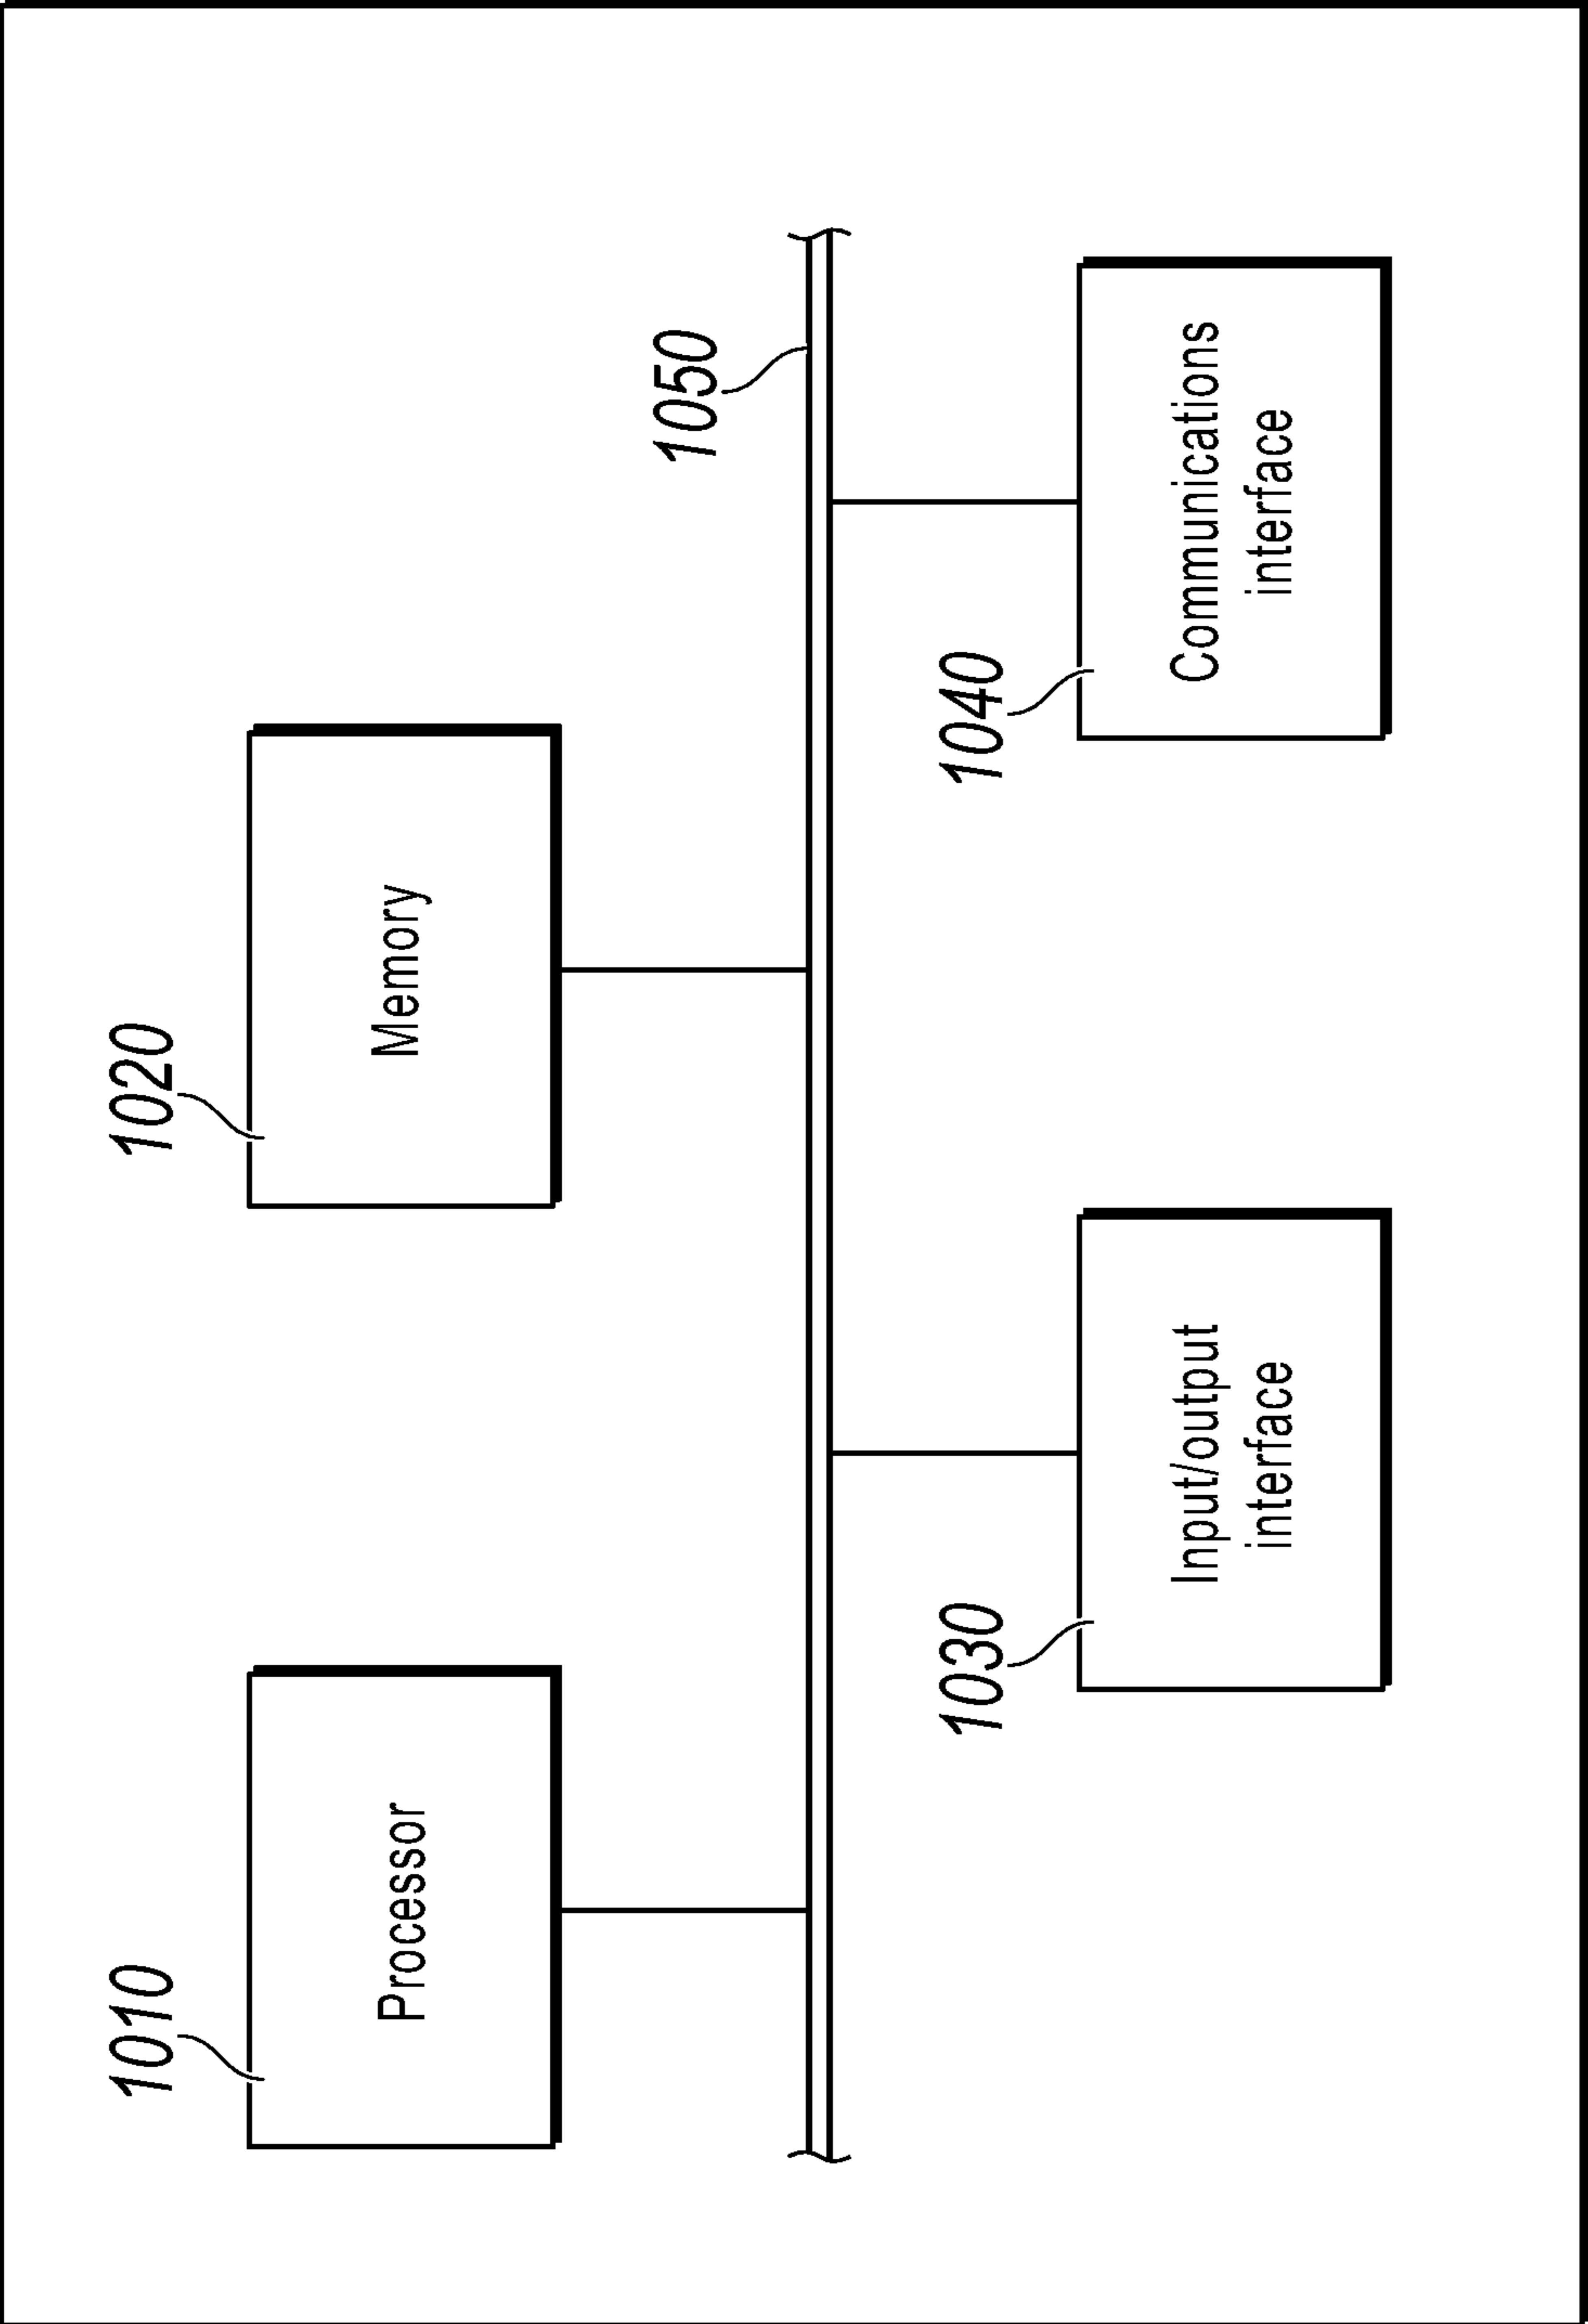 1010
Processor
1020
Memory
1050
1030
Input/output
interface
1040
Communications
interface